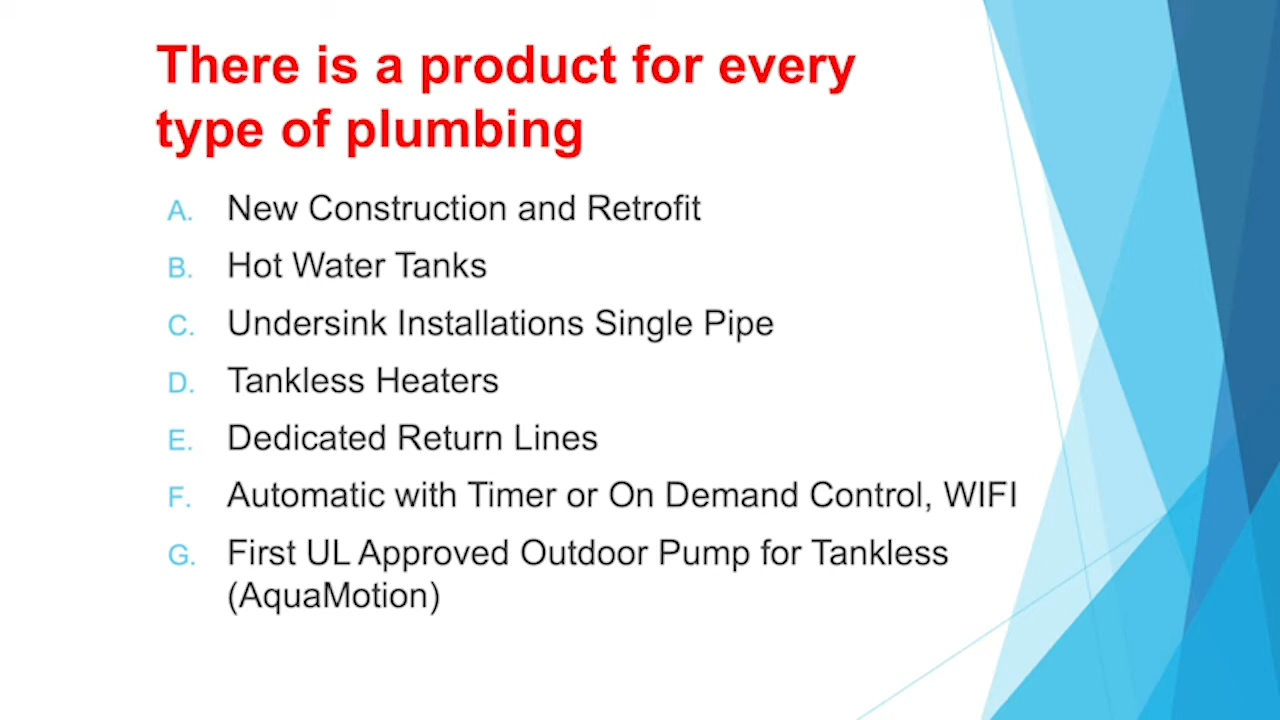 There is a product for every
type of plumbing
A. New Construction and Retrofit
B. Hot Water Tanks
C. Undersink Installations Single Pipe
D. Tankless Heaters
E. Dedicated Return Lines
F. Automatic with Timer or On Demand Control, WIFI
G. First UL Approved Outdoor Pump for Tankless
(AquaMotion)